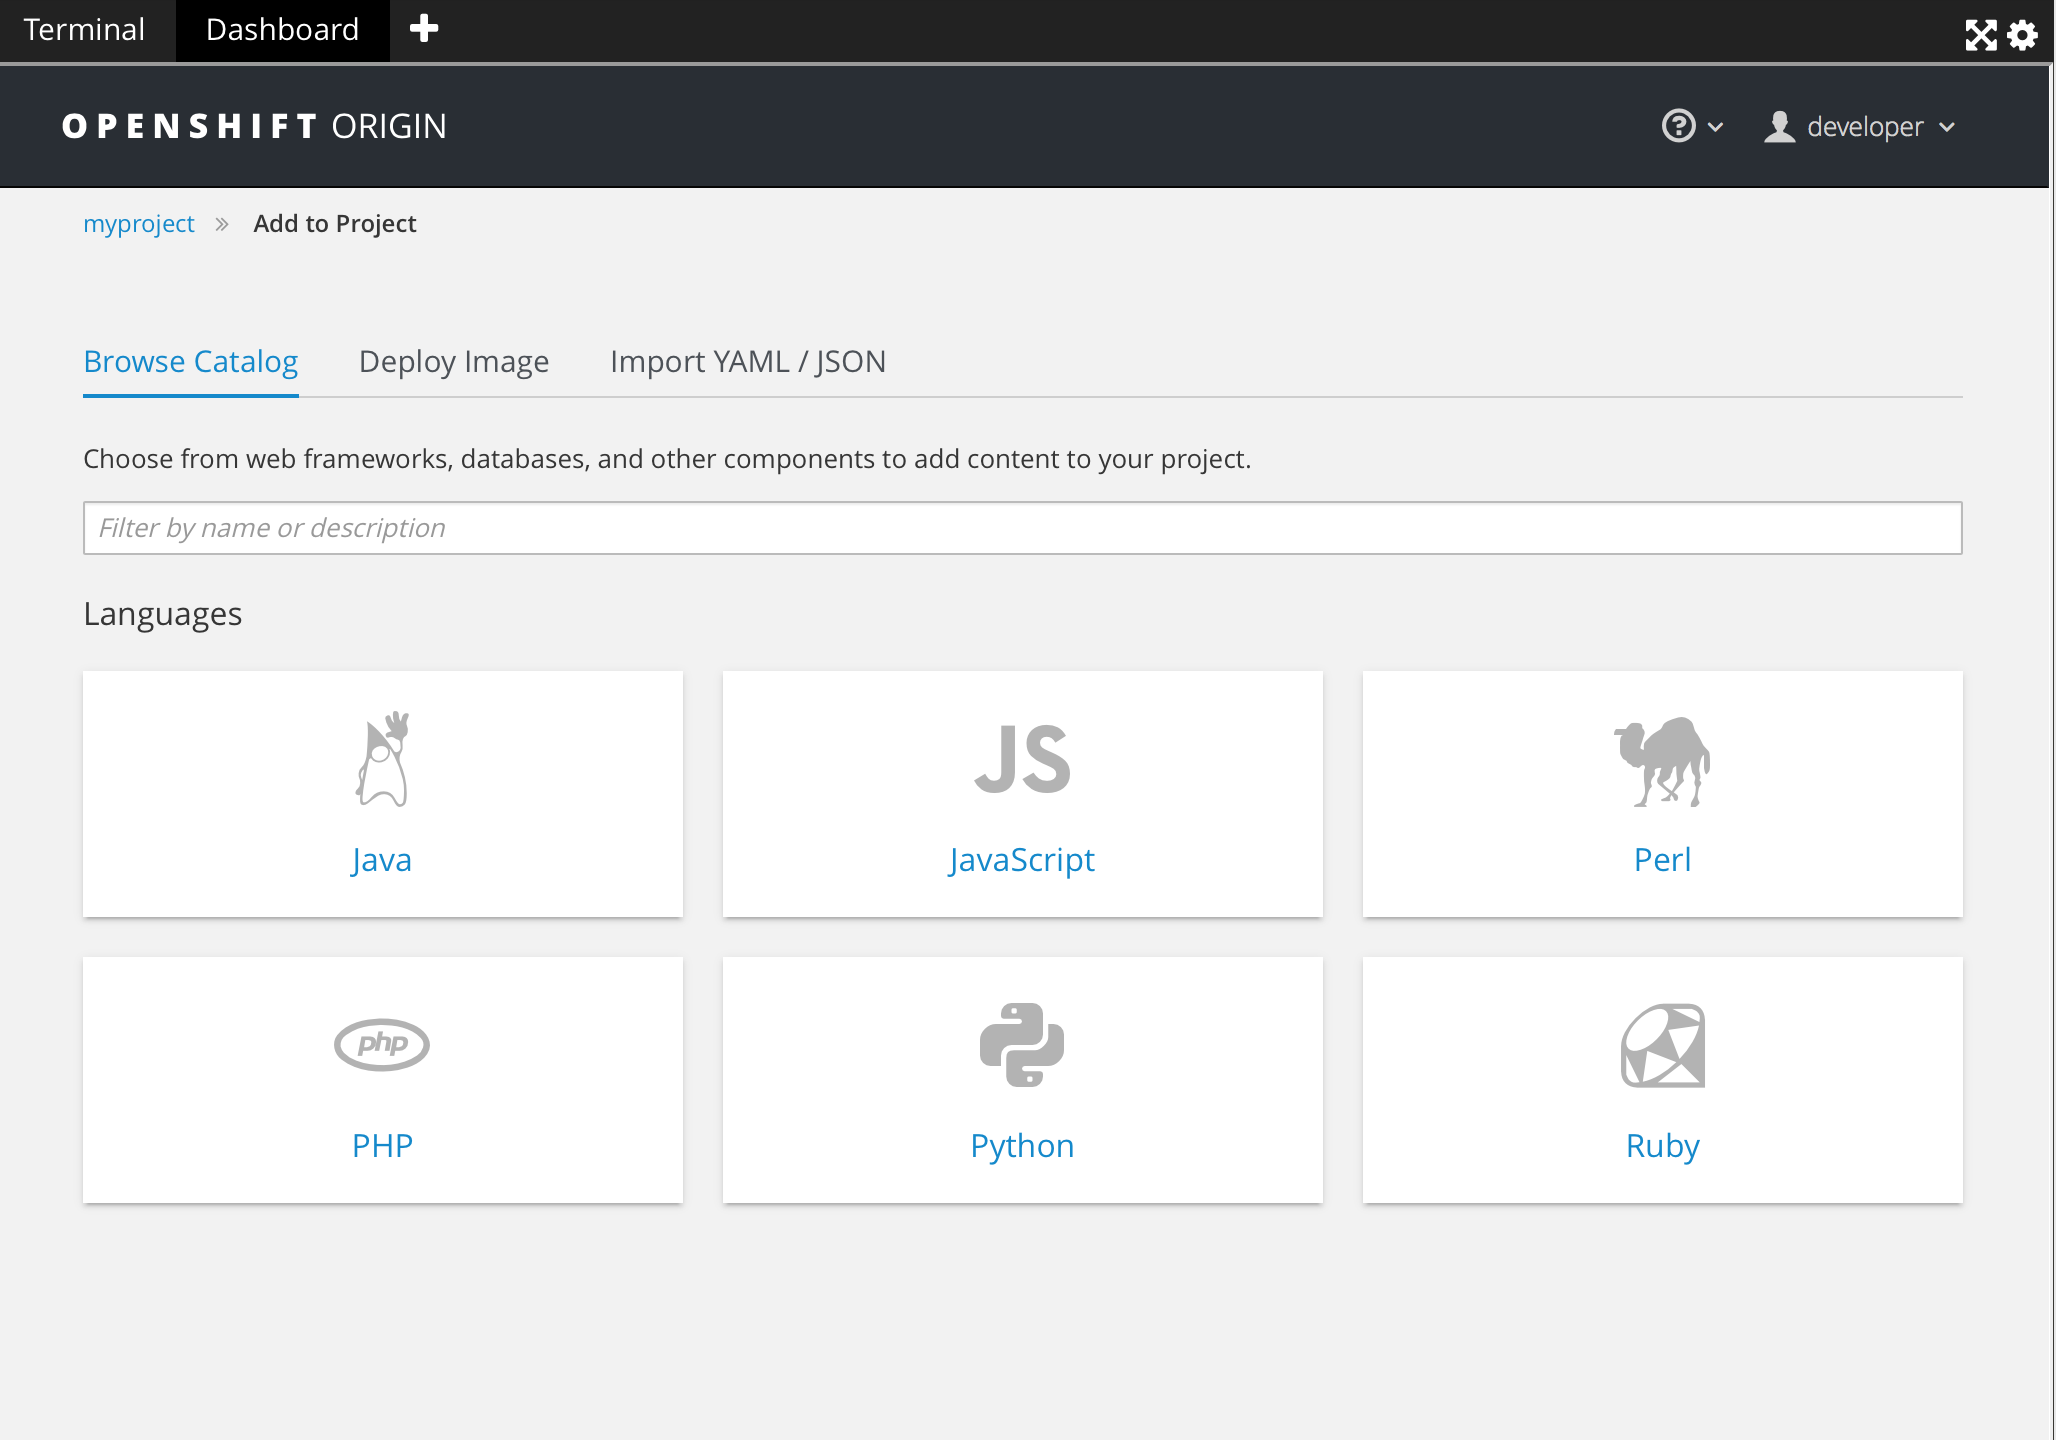 Terminal Dashboard
OPENSHIFT ORIGIN
developer
myproject » Add to Project
Browse Catalog Deploy Image Import YAML / JSON
Choose from web frameworks, databases, and other components to add content to your project.
Filter by name or description
Languages
JS
Java JavaScript Perl
php
PHP Python Ruby